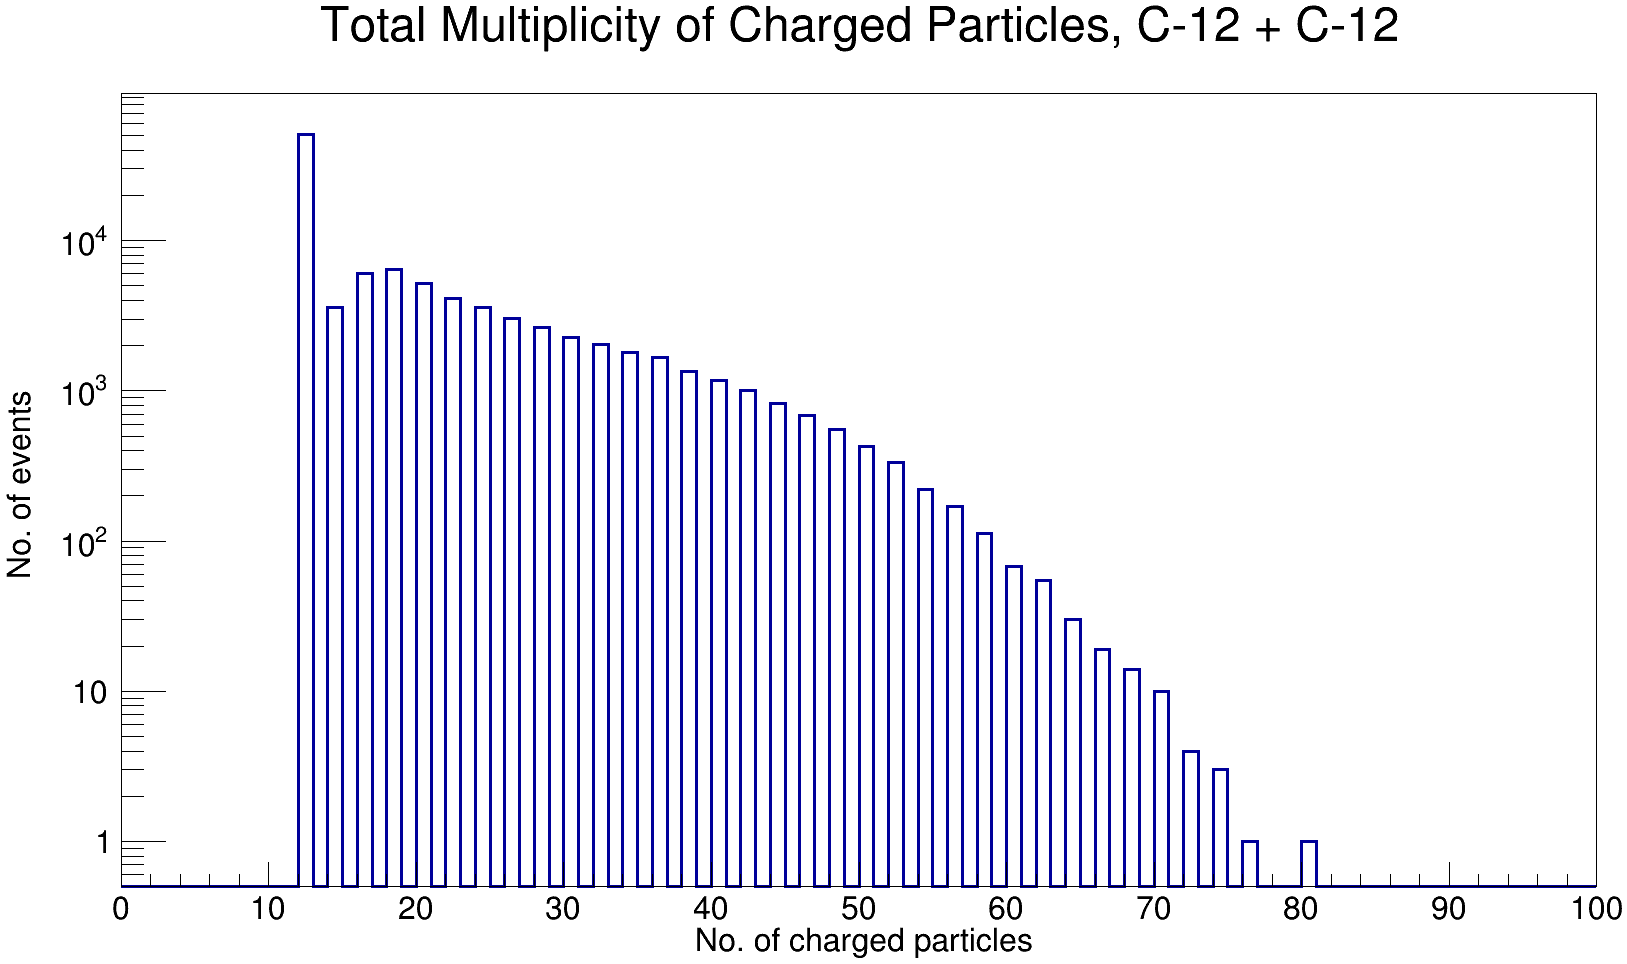 Total Multiplicity of Charged Particles, C-12 + C-12
No. of events
10⁴
10³
10²
10
1
0 10 20 30 40 50 60 70 80 90 100
No. of charged particles